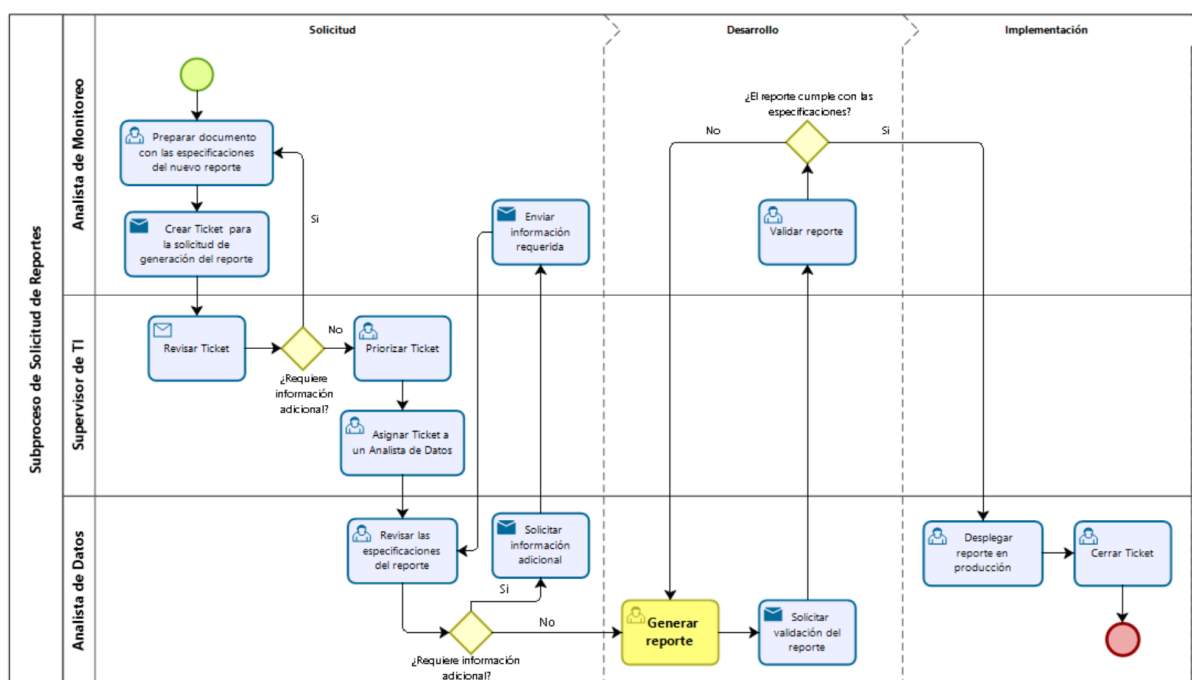 Solicitud
Desarrollo
Implementación
Subproceso de Solicitud de Reportes
Analista de Monitoreo
Preparar documento
con las especificaciones
del nuevo reporte
Crear Ticket para
la solicitud de
generación del reporte
Si
Enviar
información
requerida
¿El reporte cumple con las
especificaciones?
No
Si
Validar reporte
Supervisor de TI
Revisar Ticket
No
¿Requiere
información
adicional?
Priorizar Ticket
Asignar Ticket a
un Analista de Datos
Analista de Datos
Revisar las
especificaciones
del reporte
Solicitar
información
adicional
Si
No
¿Requiere información
adicional?
Generar
reporte
Solicitar
validación del
reporte
Desplegar
reporte en
producción
Cerrar Ticket